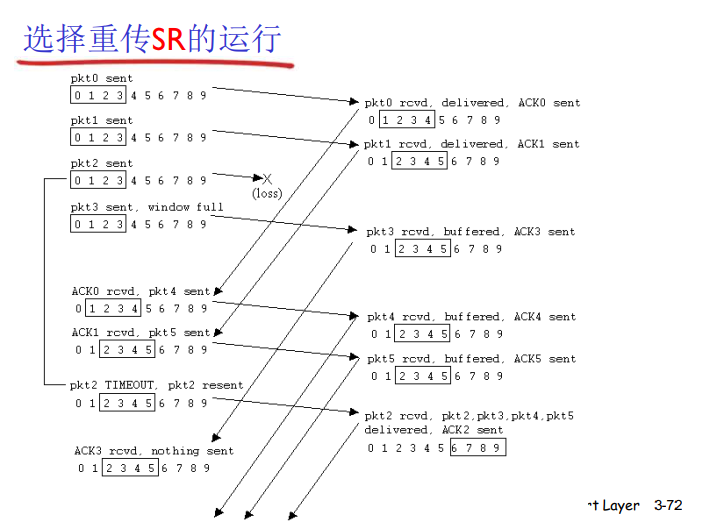 选择重传SR的运行
pkt0 sent
0 1 2 3 4 5 6 7 8 9
pkt1 sent
0 1 2 3 4 5 6 7 8 9
pkt2 sent
0 1 2 3 4 5 6 7 8 9
pkt3 sent, window full
0 1 2 3 4 5 6 7 8 9
ACK0 rcvd, pkt4 sent
0 1 2 3 4 5 6 7 8 9
ACK1 rcvd, pkt5 sent
0 1 2 3 4 5 6 7 8 9
pkt2 TIMEOUT, pkt2 resent
0 1 2 3 4 5 6 7 8 9
ACK3 rcvd, nothing sent
0 1 2 3 4 5 6 7 8 9
X
(loss)
pkt0 rcvd, delivered, ACK0 sent
0 1 2 3 4 5 6 7 8 9
pkt1 rcvd, delivered, ACK1 sent
0 1 2 3 4 5 6 7 8 9
pkt3 rcvd, buffered, ACK3 sent
0 1 2 3 4 5 6 7 8 9
pkt4 rcvd, buffered, ACK4 sent
0 1 2 3 4 5 6 7 8 9
pkt5 rcvd, buffered, ACK5 sent
0 1 2 3 4 5 6 7 8 9
pkt2 rcvd, pkt2,pkt3,pkt4,pkt5
delivered, ACK2 sent
0 1 2 3 4 5 6 7 8 9
rt Layer 3-72